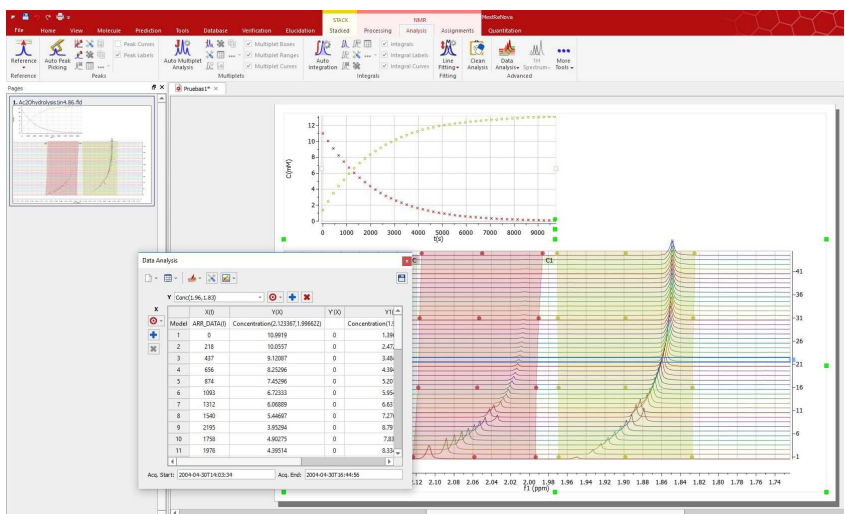 MestReNova
STACK NMR
File Home View Molecule Prediction Tools Database Verification Elucidation Stacked Processing Analysis Assignments Quantitation
Reference
Auto Peak Picking
Peak Curves
Peak Labels
Auto Multiplet Analysis
Multiplet Boxes
Multiplet Ranges
Multiplet Curves
Auto Integration
Integrals
Integral Labels
Integral Curves
Line Fitting
Clean Analysis
Data Analysis
Spectrum
More Tools
Reference Peaks Multiplets Integrals Fitting Advanced
Pages
Pruebas1*
1. Ac2Ohydrolysis1in4.86.fid
12
10
8
6
4
2
0
C(mM)
0 1000 2000 3000 4000 5000 6000 7000 8000 9000
t(s)
Data Analysis
Y Conc(1.96,1.83)
X
X(I) Y(X) Y'(X)
Model ARR_DATA(I) Concentration(2.123367,1.996622)
1 0 10.9919 0
2 218 10.0557 0
3 437 9.12087 0
4 656 8.25296 0
5 874 7.45296 0
6 1093 6.72333 0
7 1312 6.06889 0
8 1540 5.44697 0
9 2195 3.95294 0
10 1758 4.90275 0
11 1976 4.39514 0
Acq. Start: 2004-04-30T14:03:34 Acq. End: 2004-04-30T16:44:56
C
C1
41
36
31
26
21
16
11
6
1
2.10 2.08 2.06 2.04 2.02 2.00 1.98 1.96 1.94 1.92 1.90 1.88 1.86 1.84 1.82 1.80 1.78 1.76 1.74
f1 (ppm)